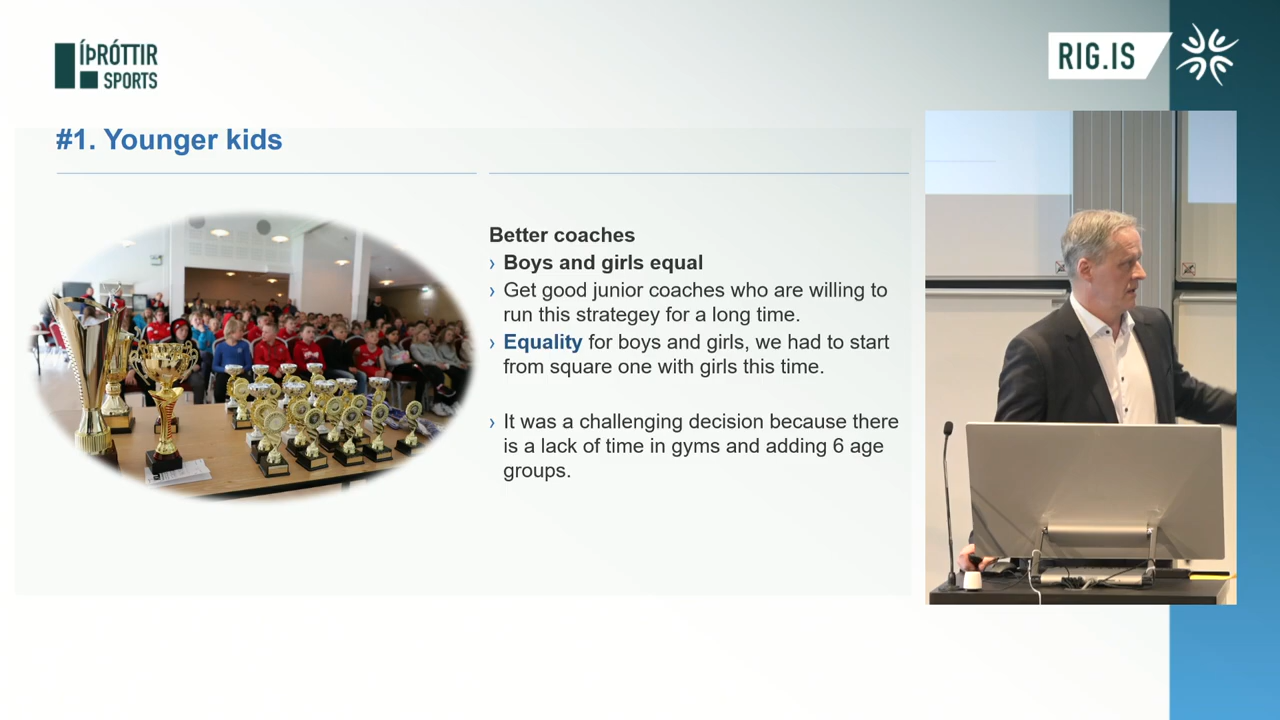 ÍÞRÓTTIR
SPORTS
RIG.IS
#1. Younger kids
Better coaches
› Boys and girls equal
› Get good junior coaches who are willing to
run this strategey for a long time.
› Equality for boys and girls, we had to start
from square one with girls this time.
› It was a challenging decision because there
is a lack of time in gyms and adding 6 age
groups.